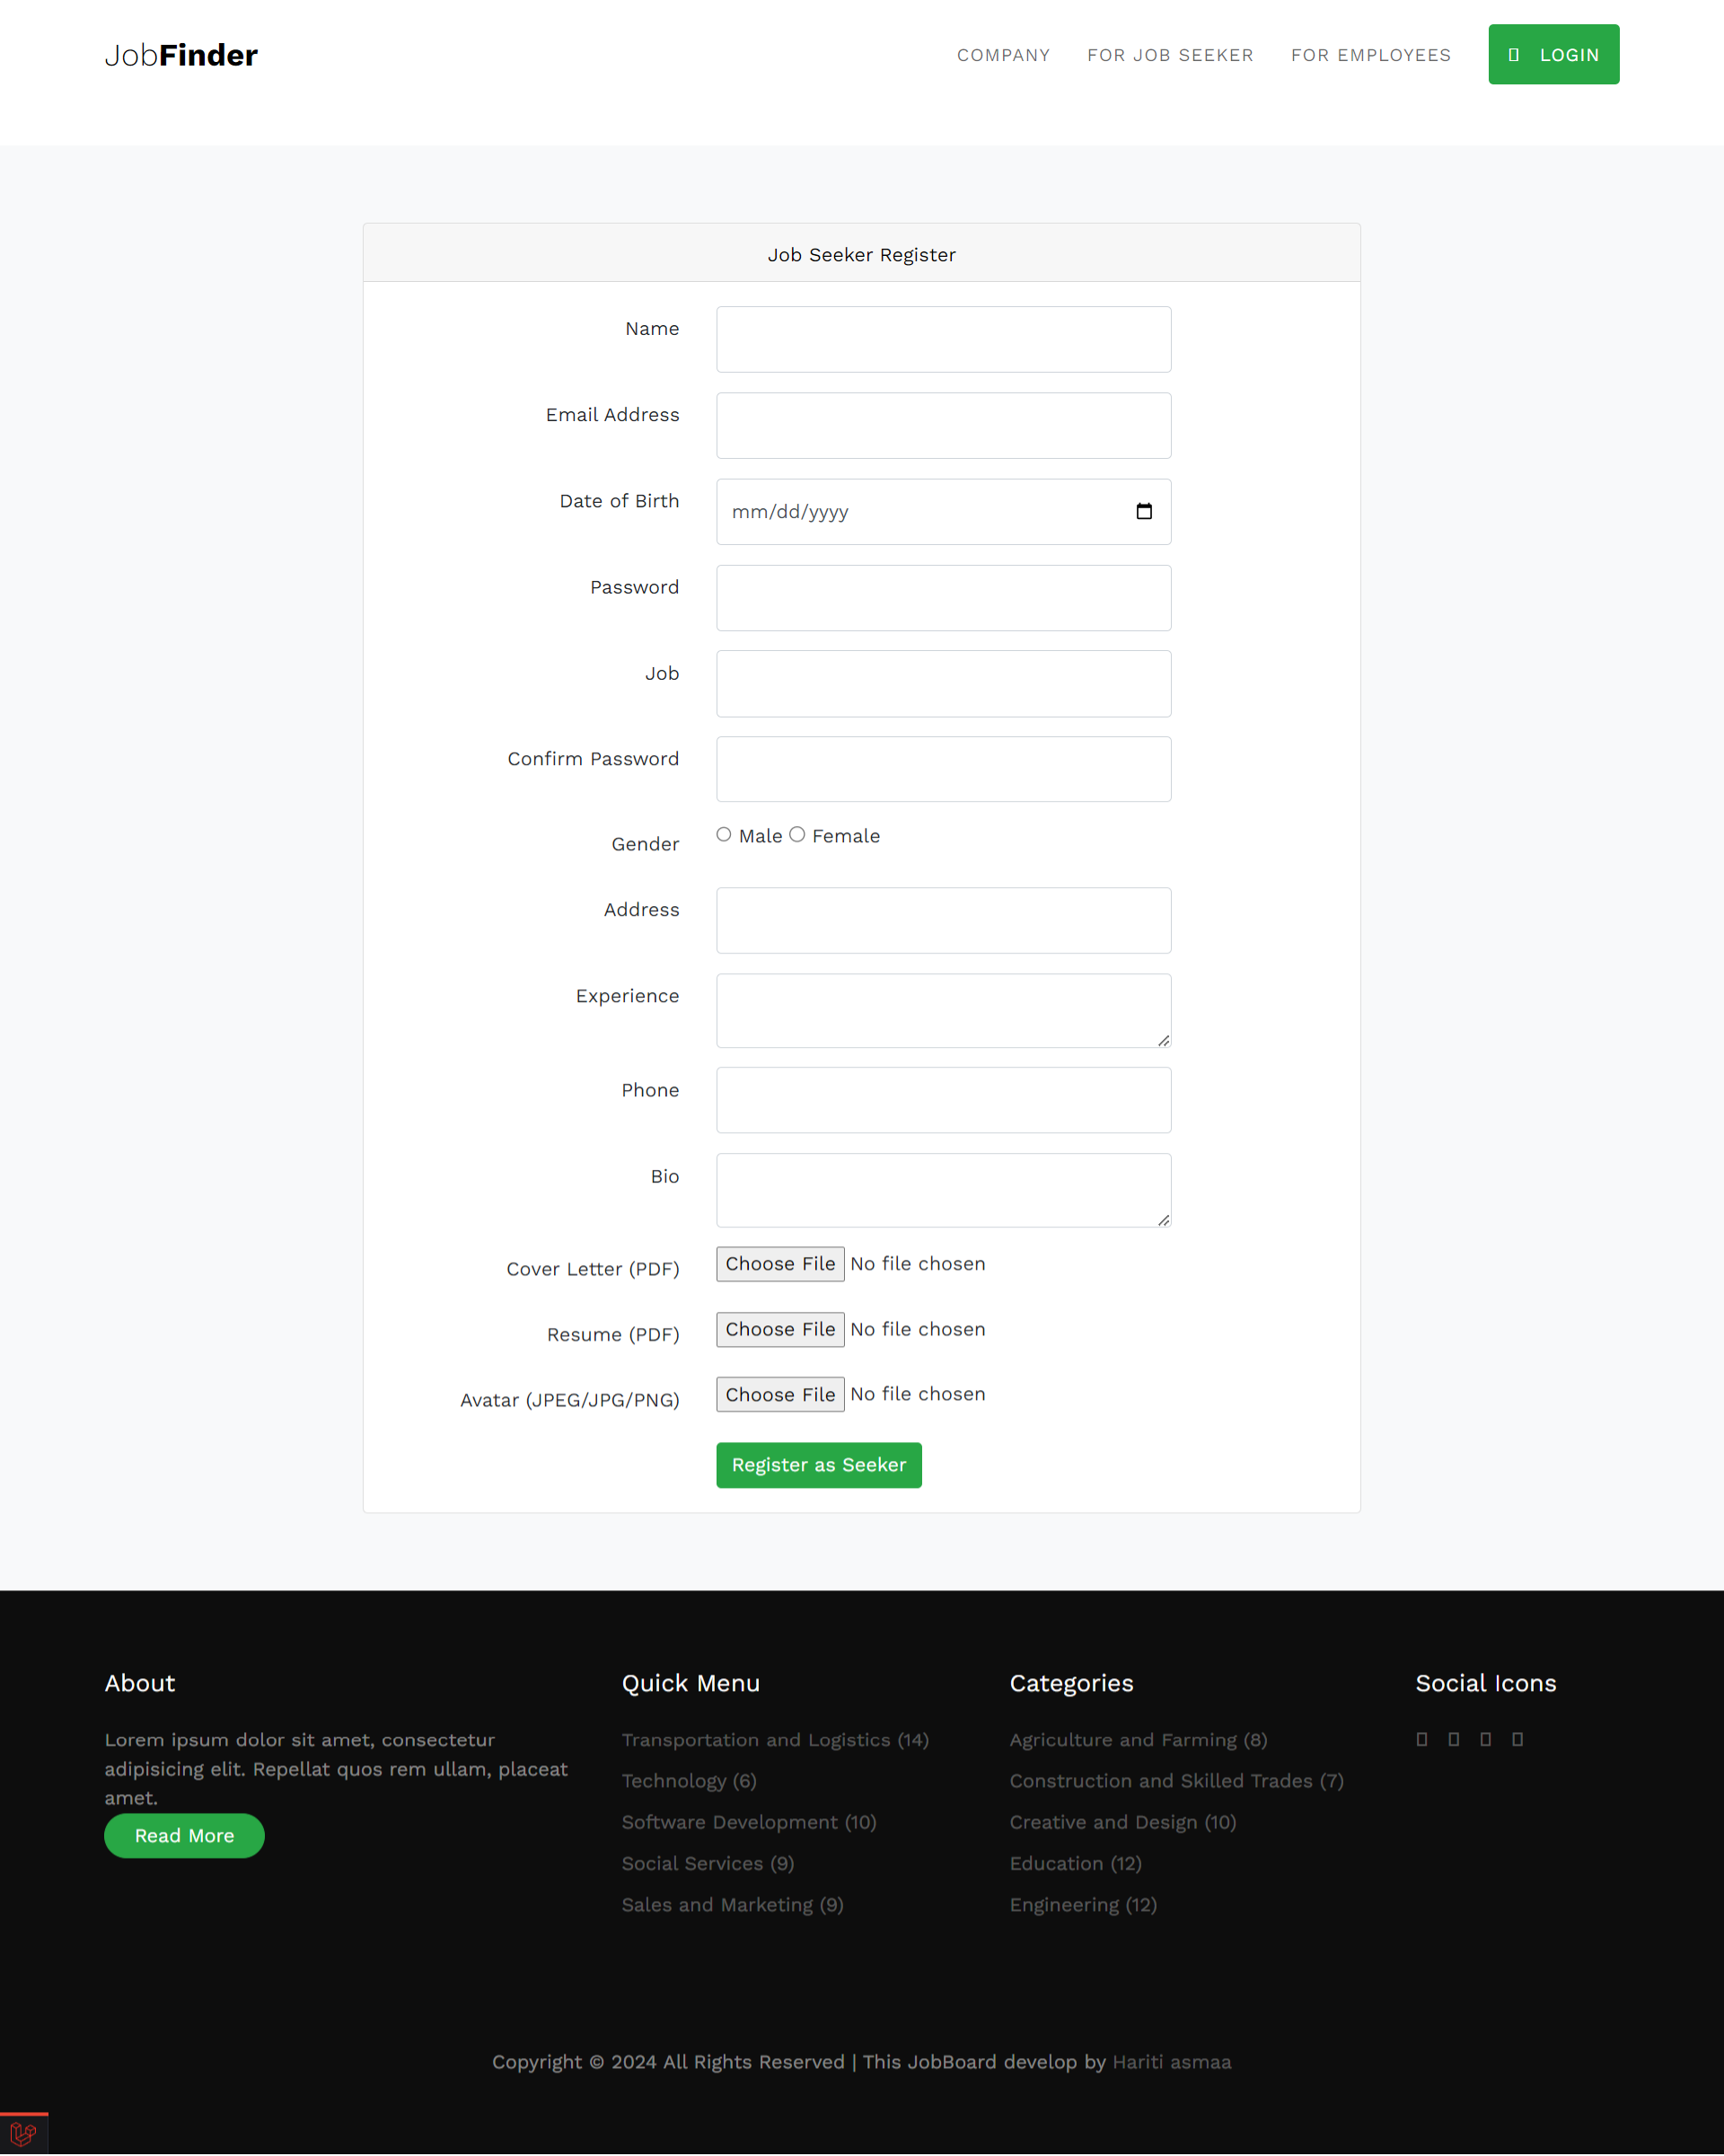 JobFinder
COMPANY FOR JOB SEEKER FOR EMPLOYEES LOGIN
Job Seeker Register
Name
Email Address
Date of Birth mm/dd/yyyy
Password
Job
Confirm Password
Gender Male Female
Address
Experience
Phone
Bio
Cover Letter (PDF) Choose File No file chosen
Resume (PDF) Choose File No file chosen
Avatar (JPEG/JPG/PNG) Choose File No file chosen
Register as Seeker
About
Lorem ipsum dolor sit amet, consectetur
adipisicing elit. Repellat quos rem ullam, placeat
amet.
Read More
Quick Menu
Transportation and Logistics (14)
Technology (6)
Software Development (10)
Social Services (9)
Sales and Marketing (9)
Categories
Agriculture and Farming (8)
Construction and Skilled Trades (7)
Creative and Design (10)
Education (12)
Engineering (12)
Social Icons
Copyright © 2024 All Rights Reserved | This JobBoard develop by Hariti asmaa